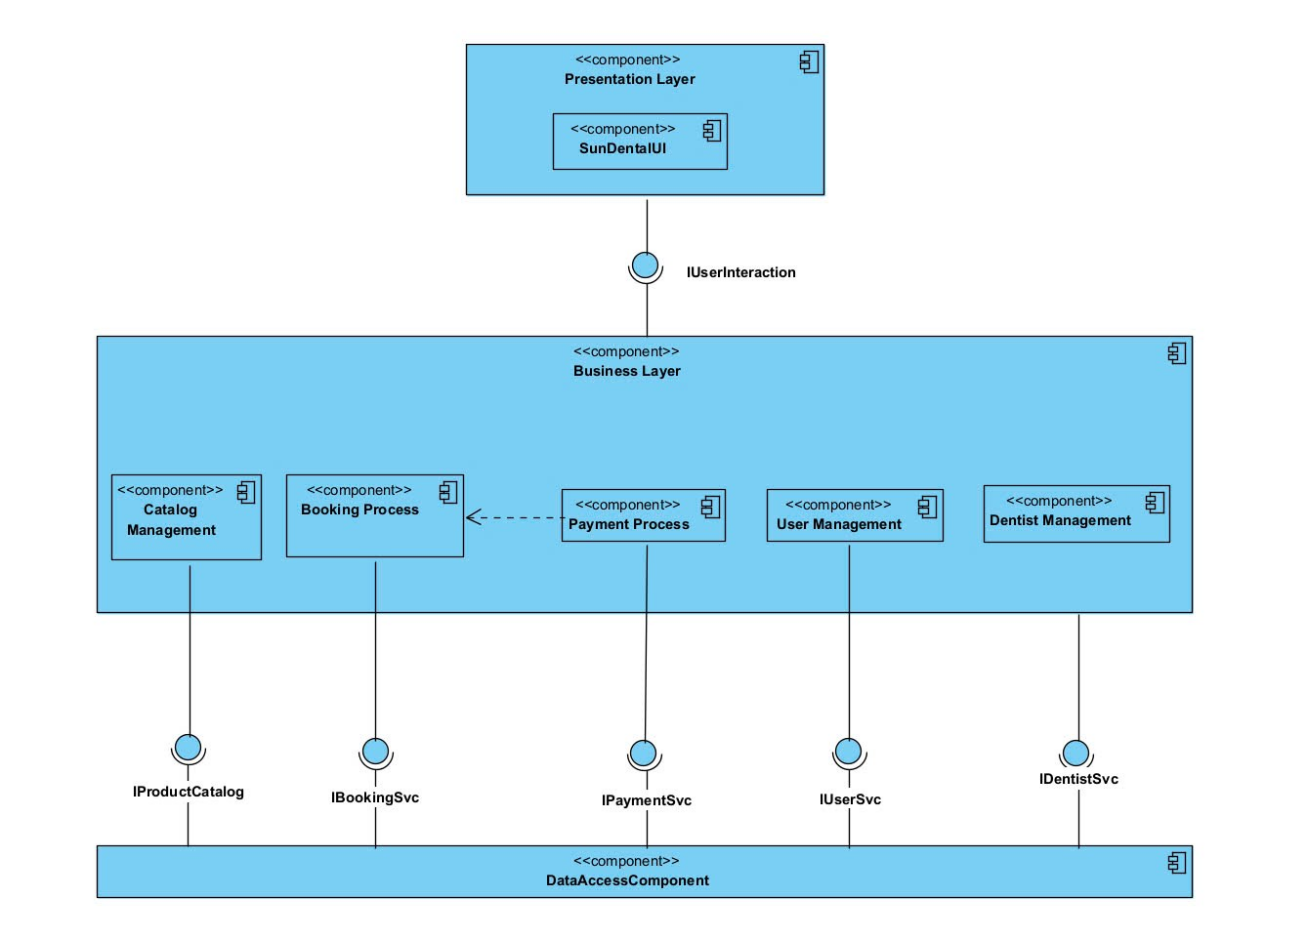 <<component>>
Presentation Layer
<<component>>
SunDentalUI
IUserInteraction
<<component>>
Business Layer
<<component>>
Catalog
Management
<<component>>
Booking Process
<<component>>
Payment Process
<<component>>
User Management
<<component>>
Dentist Management
IProductCatalog
IBookingSvc
IPaymentSvc
IUserSvc
IDentistSvc
<<component>>
DataAccessComponent